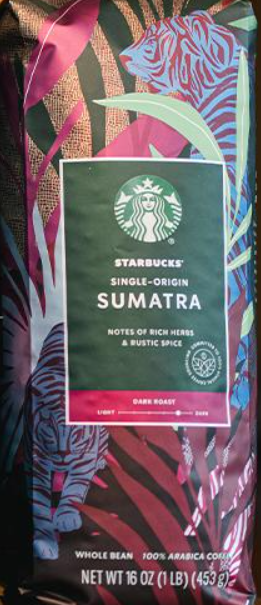 STARBUCKS®
SINGLE-ORIGIN
SUMATRA
NOTES OF RICH HERBS
& RUSTIC SPICE
DARK ROAST
LIGHT DARK
WHOLE BEAN 100% ARABICA COFFEE
NET WT 16 OZ (1 LB) (453 g)